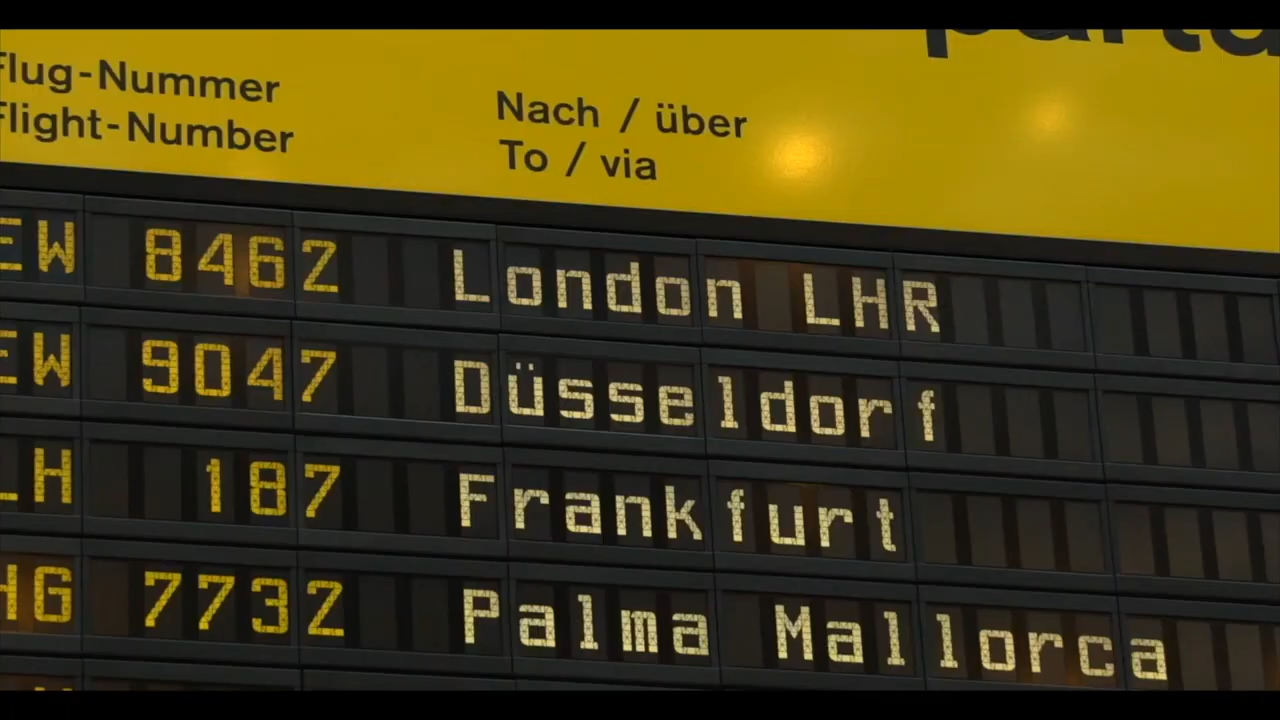 Flug-Nummer
Flight-Number
Nach / über
To / via
EW 8462 London LHR
EW 9047 Düsseldorf
LH 187 Frankfurt
HG 7732 Palma Mallorca